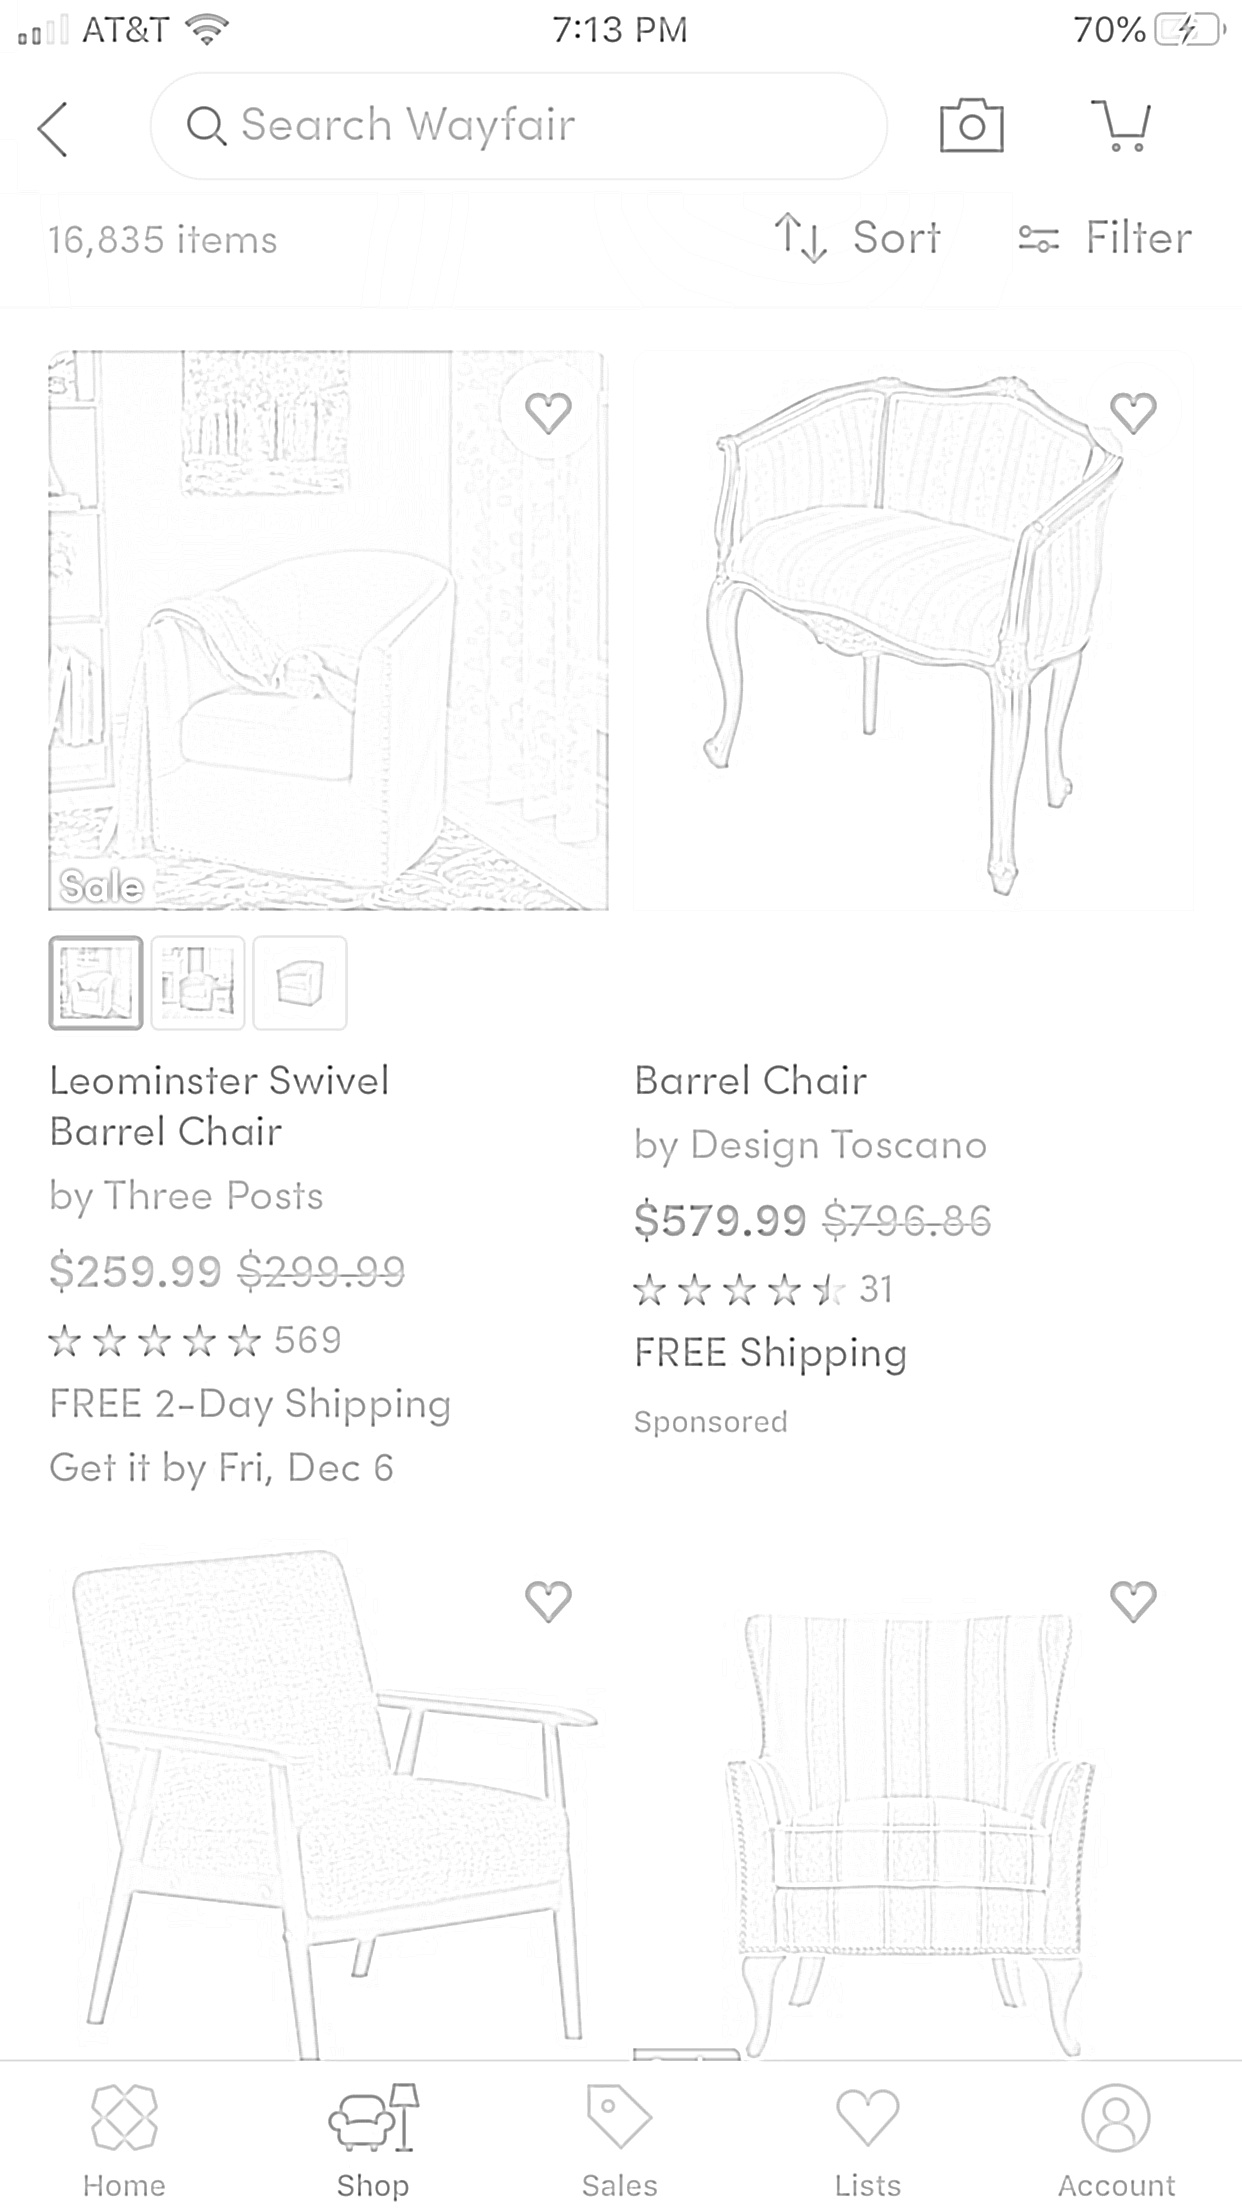 AT&T 7:13 PM 70%
Search Wayfair
16,835 items Sort Filter
Sale
Leominster Swivel
Barrel Chair
by Three Posts
$259.99 $299.99
569
FREE 2-Day Shipping
Get it by Fri, Dec 6
Barrel Chair
by Design Toscano
$579.99 $796.86
31
FREE Shipping
Sponsored
Home Shop Sales Lists Account